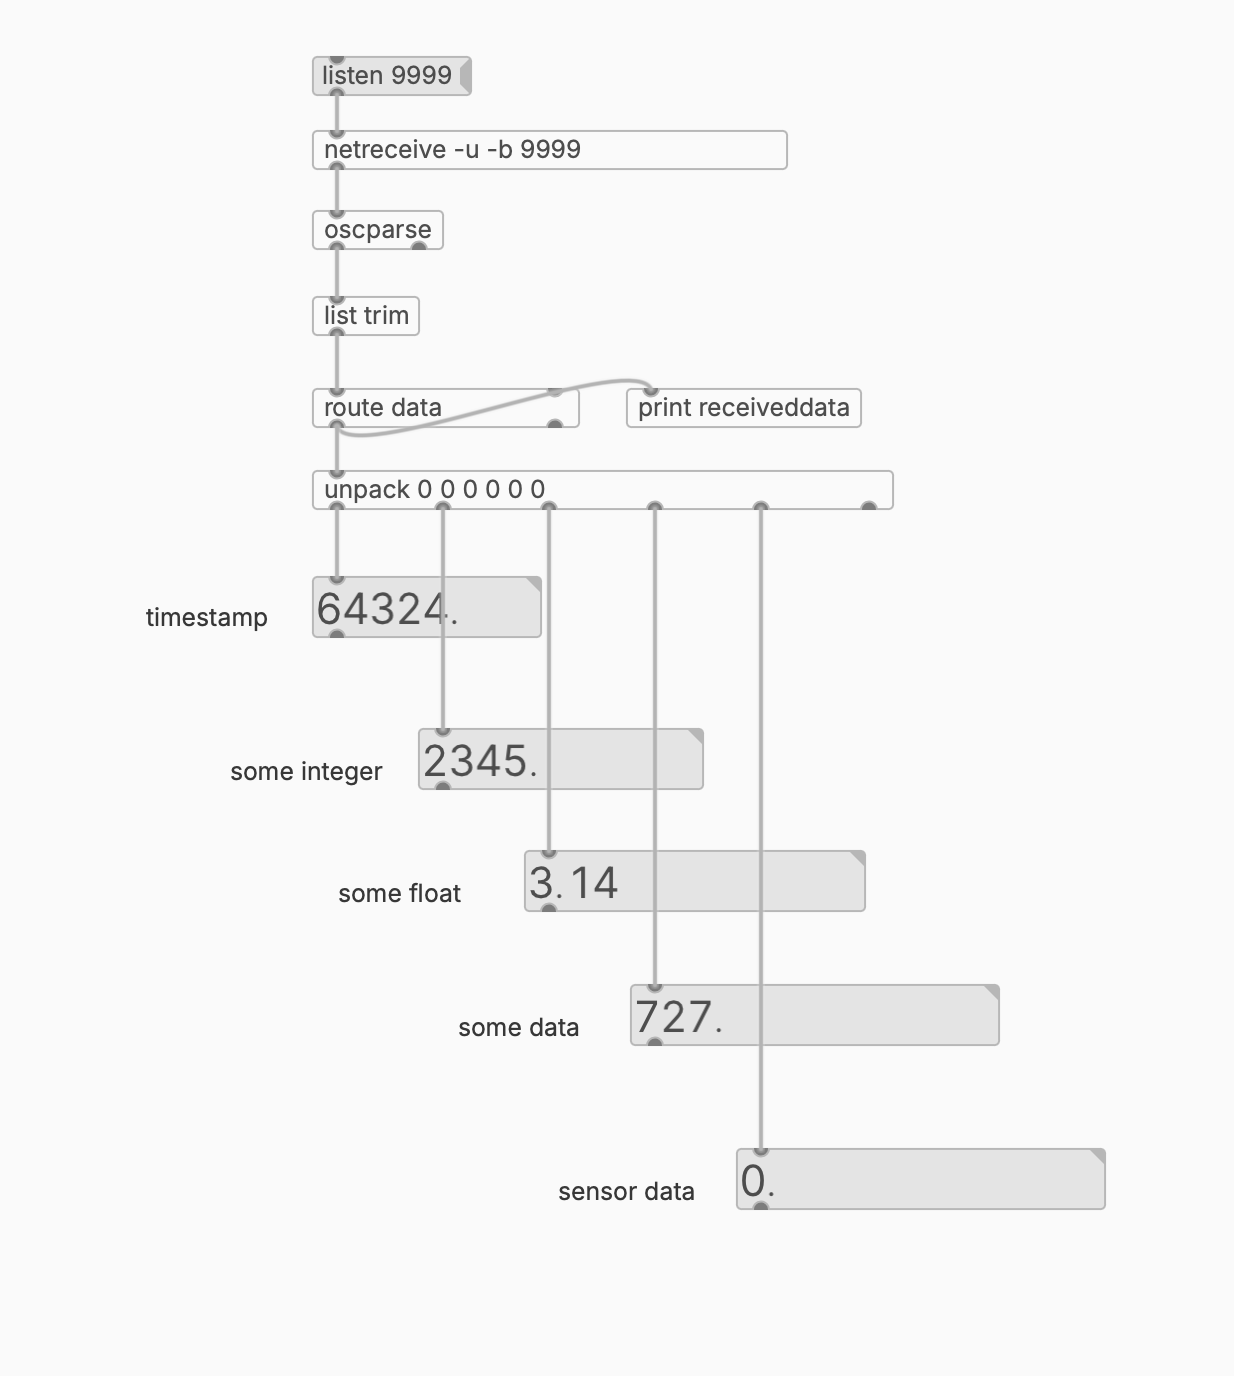 listen 9999
netreceive -u -b 9999
oscparse
list trim
route data
print receiveddata
unpack 0 0 0 0 0 0
timestamp
64324.
some integer
2345.
some float
3.14
some data
727.
sensor data
0.